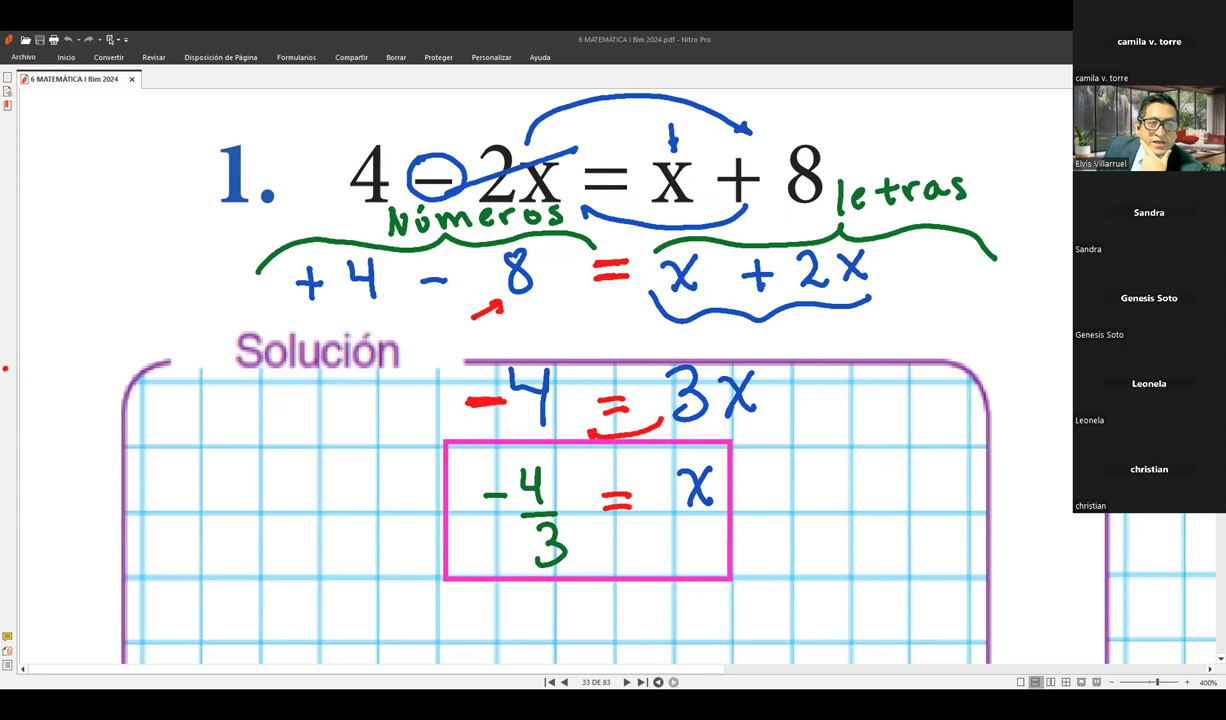 6 MATEMÁTICA I Bim 2024.pdf - Nitro Pro
Archivo Inicio Convertir Revisar Disposición de Página Formularios Compartir Borrar Proteger Personalizar Ayuda
6 MATEMÁTICA I Bim 2024
1. 4 - 2x = x + 8
Números letras
+ 4 - 8 = x + 2x
Solución
- 4 = 3x
- 4/3 = x
33 DE 83
400%
camila v. torre
camila v. torre
Elvis Villarruel
Sandra
Sandra
Genesis Soto
Genesis Soto
Leonela
Leonela
christian
christian